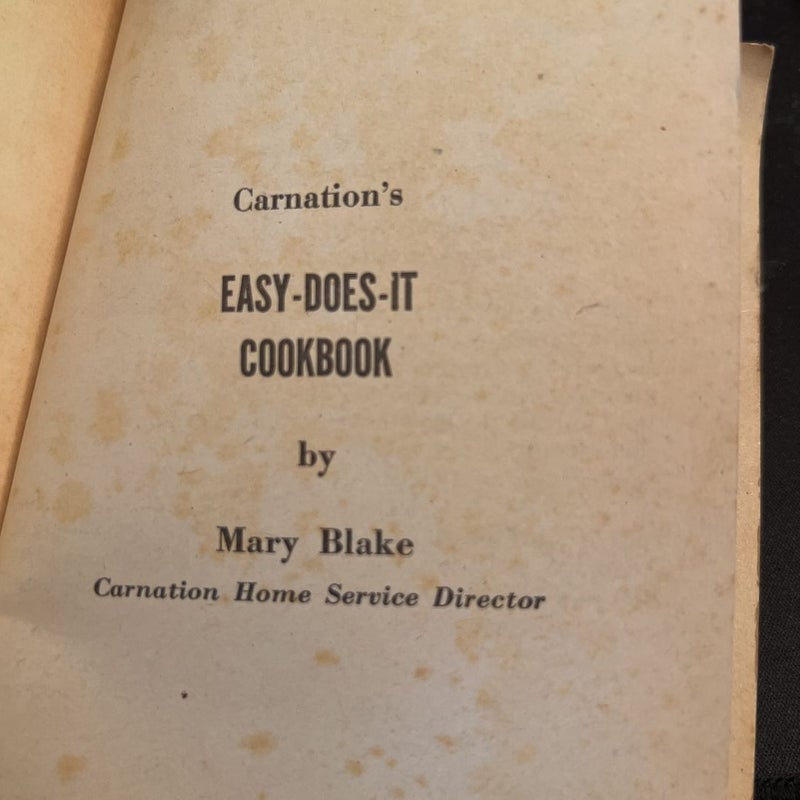 Carnation's
EASY-DOES-IT
COOKBOOK
by
Mary Blake
Carnation Home Service Director